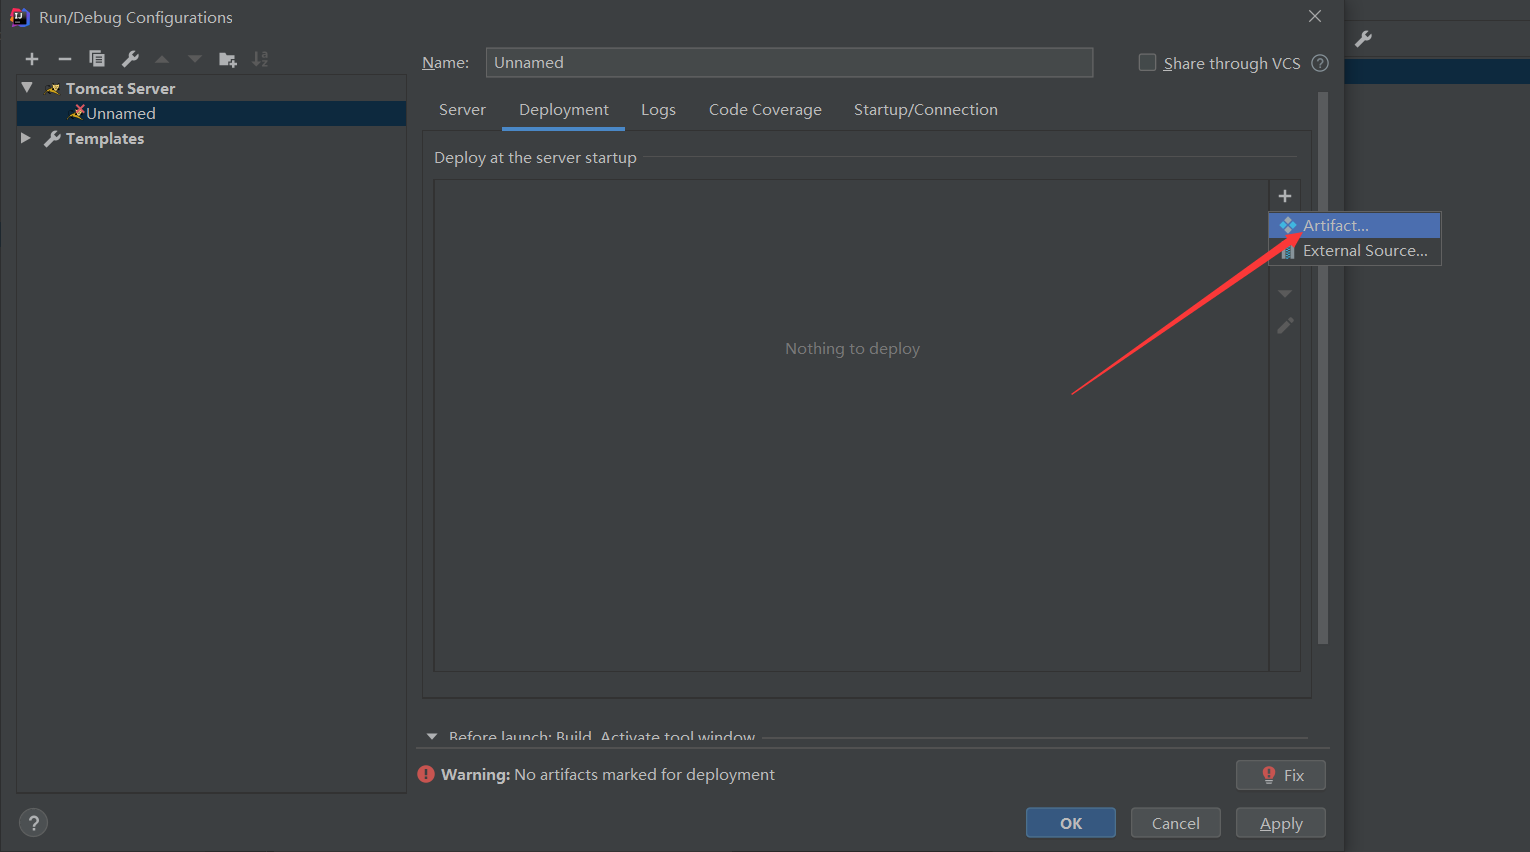 Run/Debug Configurations
Name: Unnamed
Share through VCS ?
Tomcat Server
Unnamed
Templates
Server Deployment Logs Code Coverage Startup/Connection
Deploy at the server startup
Artifact...
External Source...
Nothing to deploy
Before launch: Build, Activate tool window
Warning: No artifacts marked for deployment
Fix
?
OK Cancel Apply